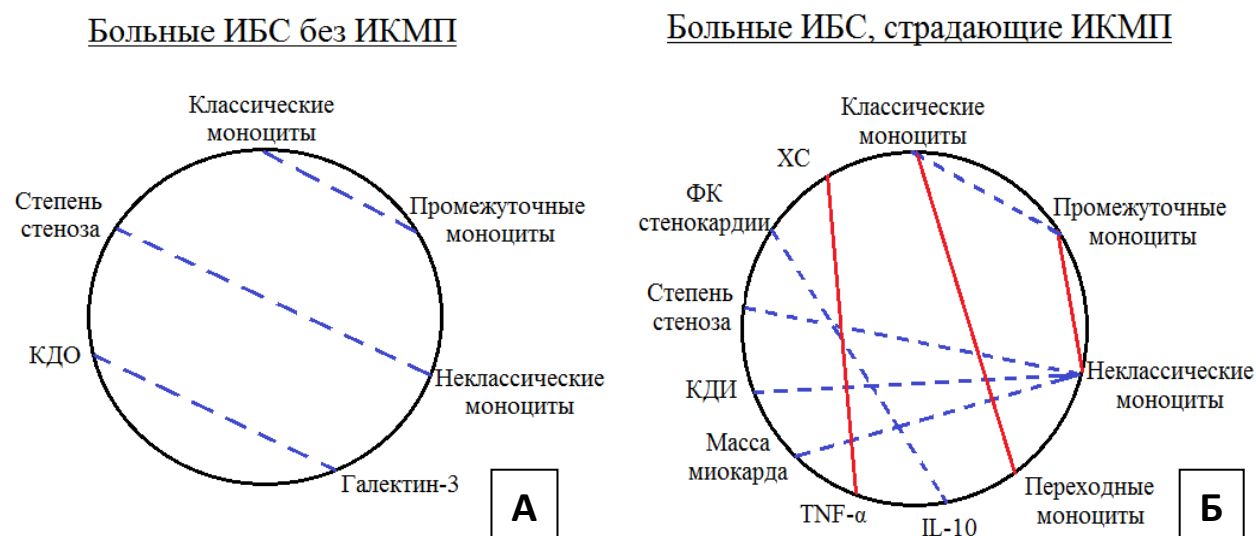 Больные ИБС без ИКМП
Классические
моноциты
Степень
стеноза
Промежуточные
моноциты
КДО
Неклассические
моноциты
Галектин-3
А
Больные ИБС, страдающие ИКМП
Классические
моноциты
ХС
ФК
стенокардии
Промежуточные
моноциты
Степень
стеноза
КДИ
Неклассические
моноциты
Масса
миокарда
TNF-α
IL-10
Переходные
моноциты
Б